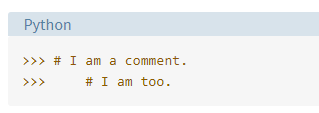 Python
>>> # I am a comment.
>>>     # I am too.